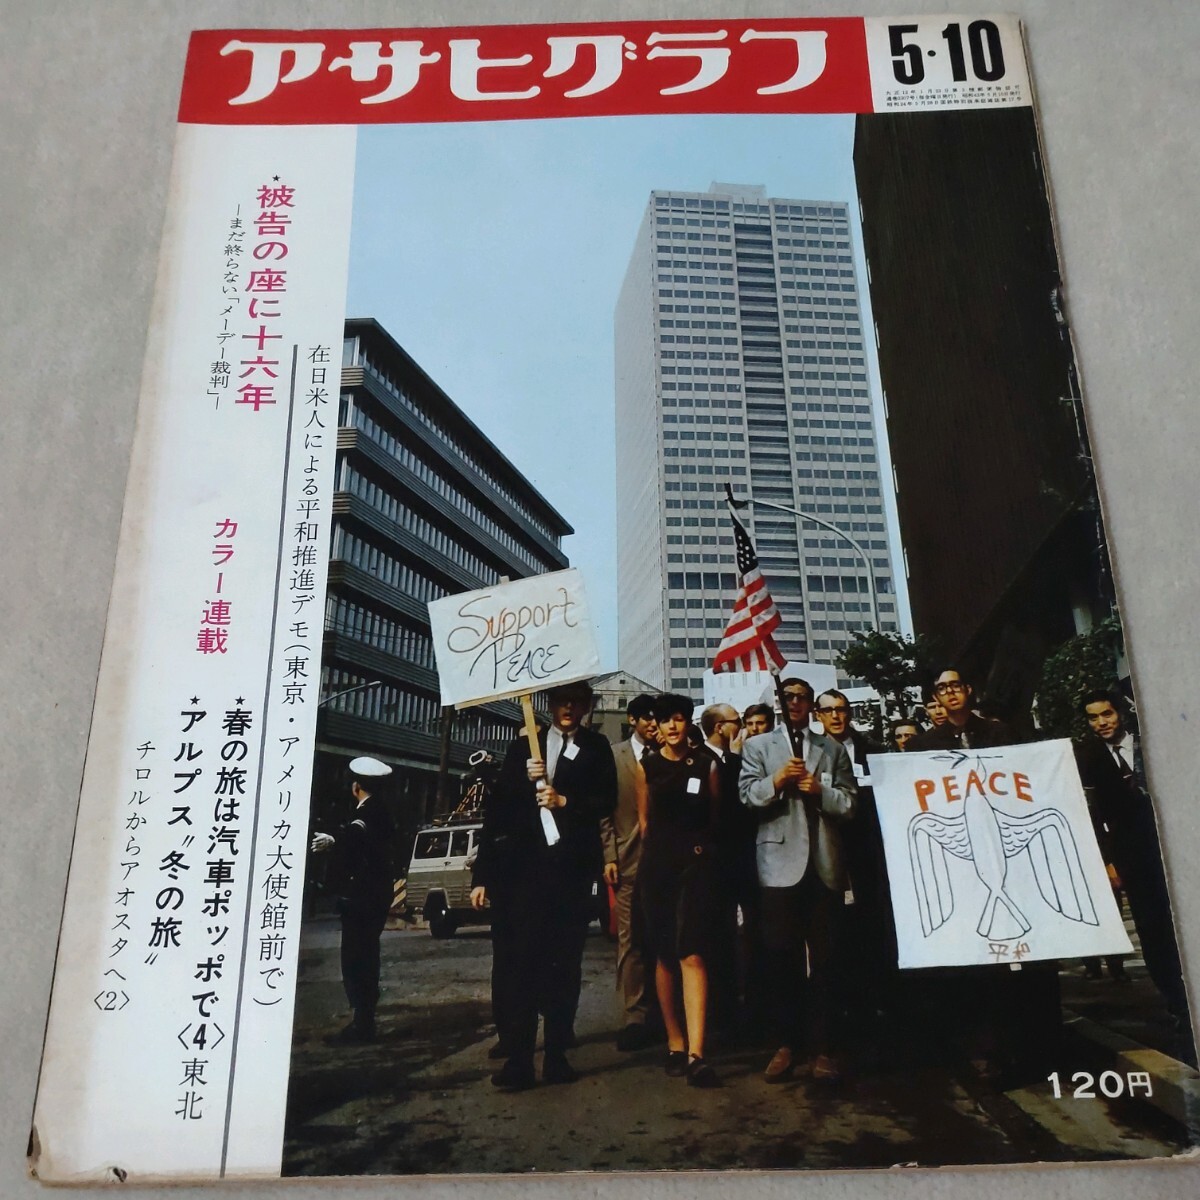 アサヒグラフ
5·10
★被告の座に十六年
―まだ終らない「メーデー裁判」―
在日米人による平和推進デモ(東京・アメリカ大使館前で)
カラー連載
★春の旅は汽車ポッポで〈4〉東北
★アルプス"冬の旅"
チロルからアオスタへ〈2〉
Support
PEACE
PEACE
平和
120円